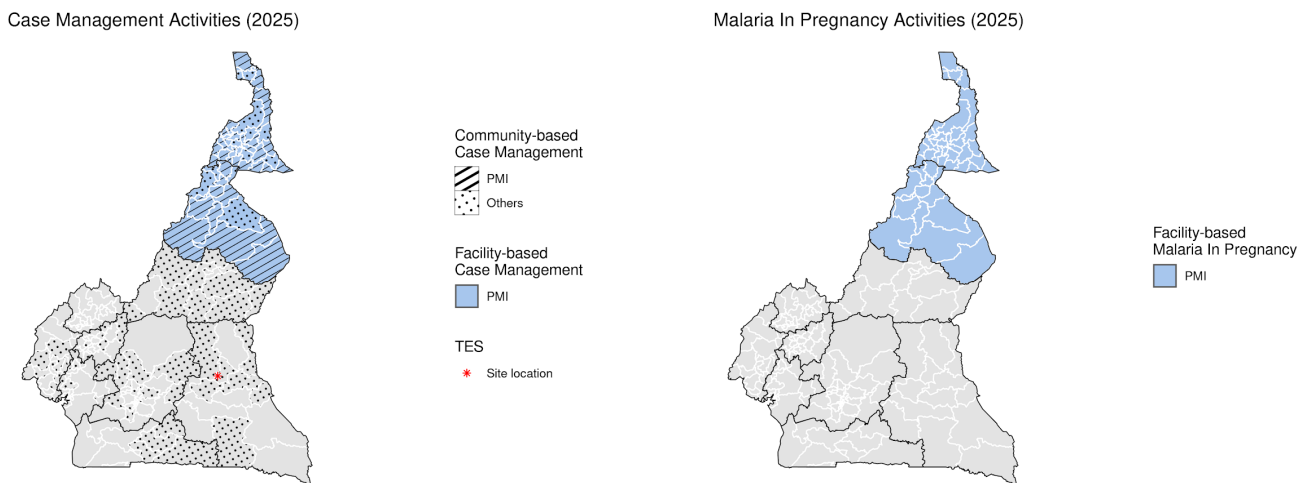 Case Management Activities (2025)
Community-based
Case Management
PMI
Others
Facility-based
Case Management
PMI
TES
Site location
Malaria In Pregnancy Activities (2025)
Facility-based
Malaria In Pregnancy
PMI